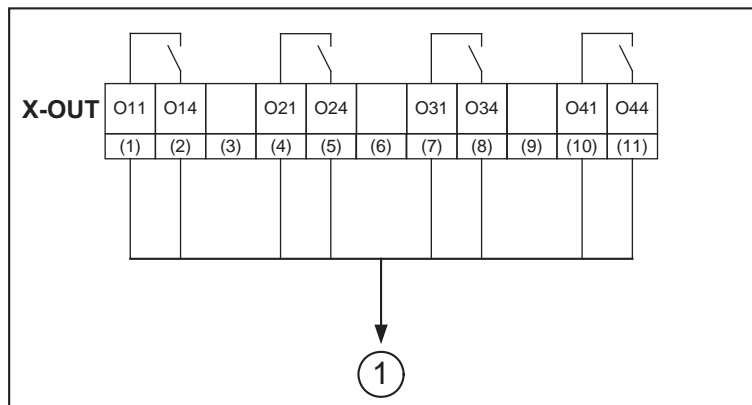 X-OUT O11 O14 O21 O24 O31 O34 O41 O44
(1) (2) (3) (4) (5) (6) (7) (8) (9) (10) (11)
1